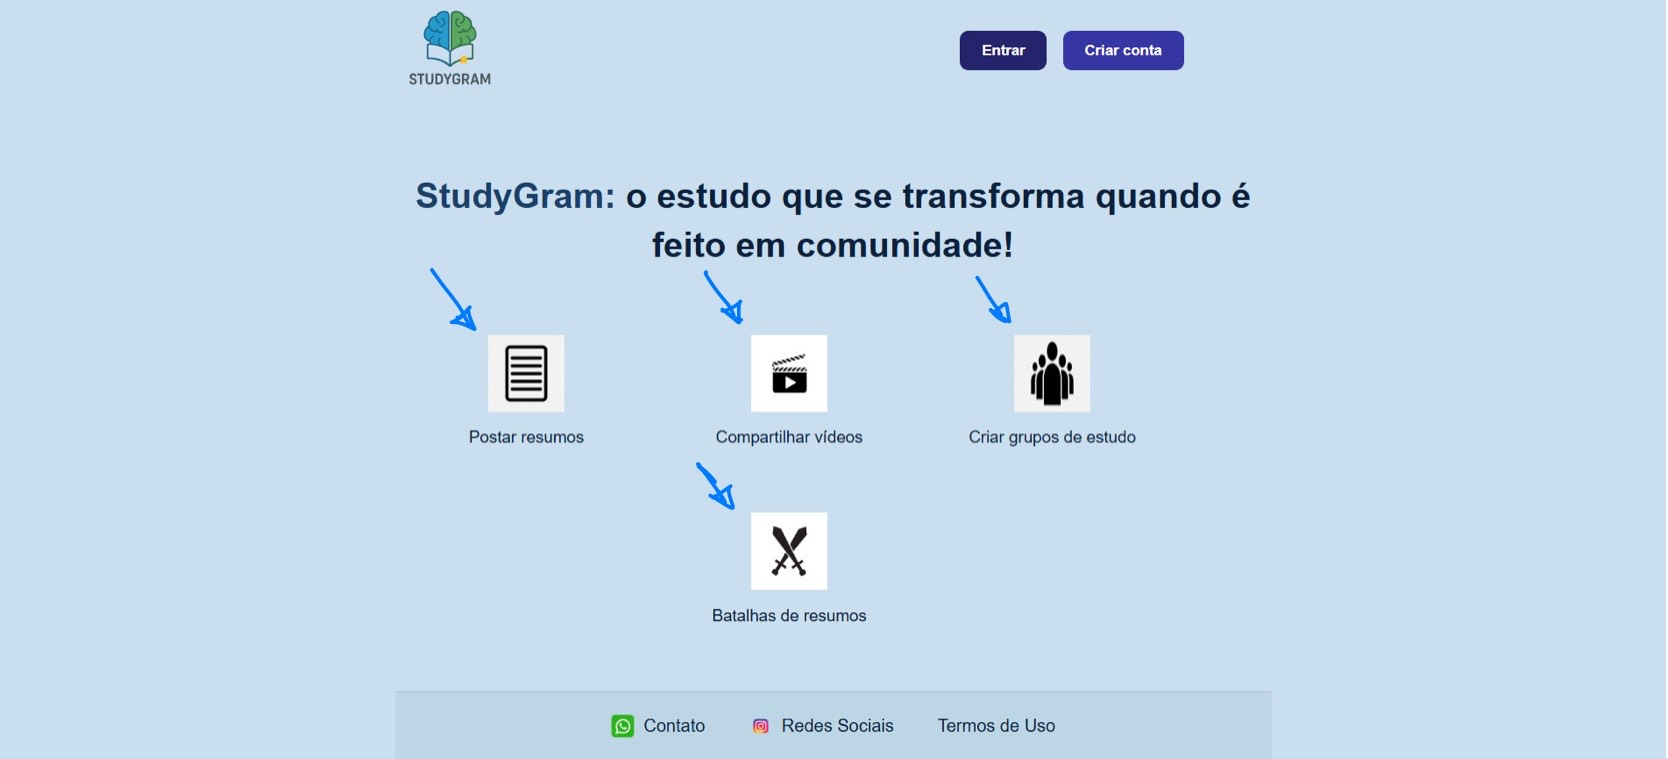 STUDYGRAM
Entrar
Criar conta
StudyGram: o estudo que se transforma quando é
feito em comunidade!
Postar resumos
Compartilhar vídeos
Criar grupos de estudo
Batalhas de resumos
Contato
Redes Sociais
Termos de Uso